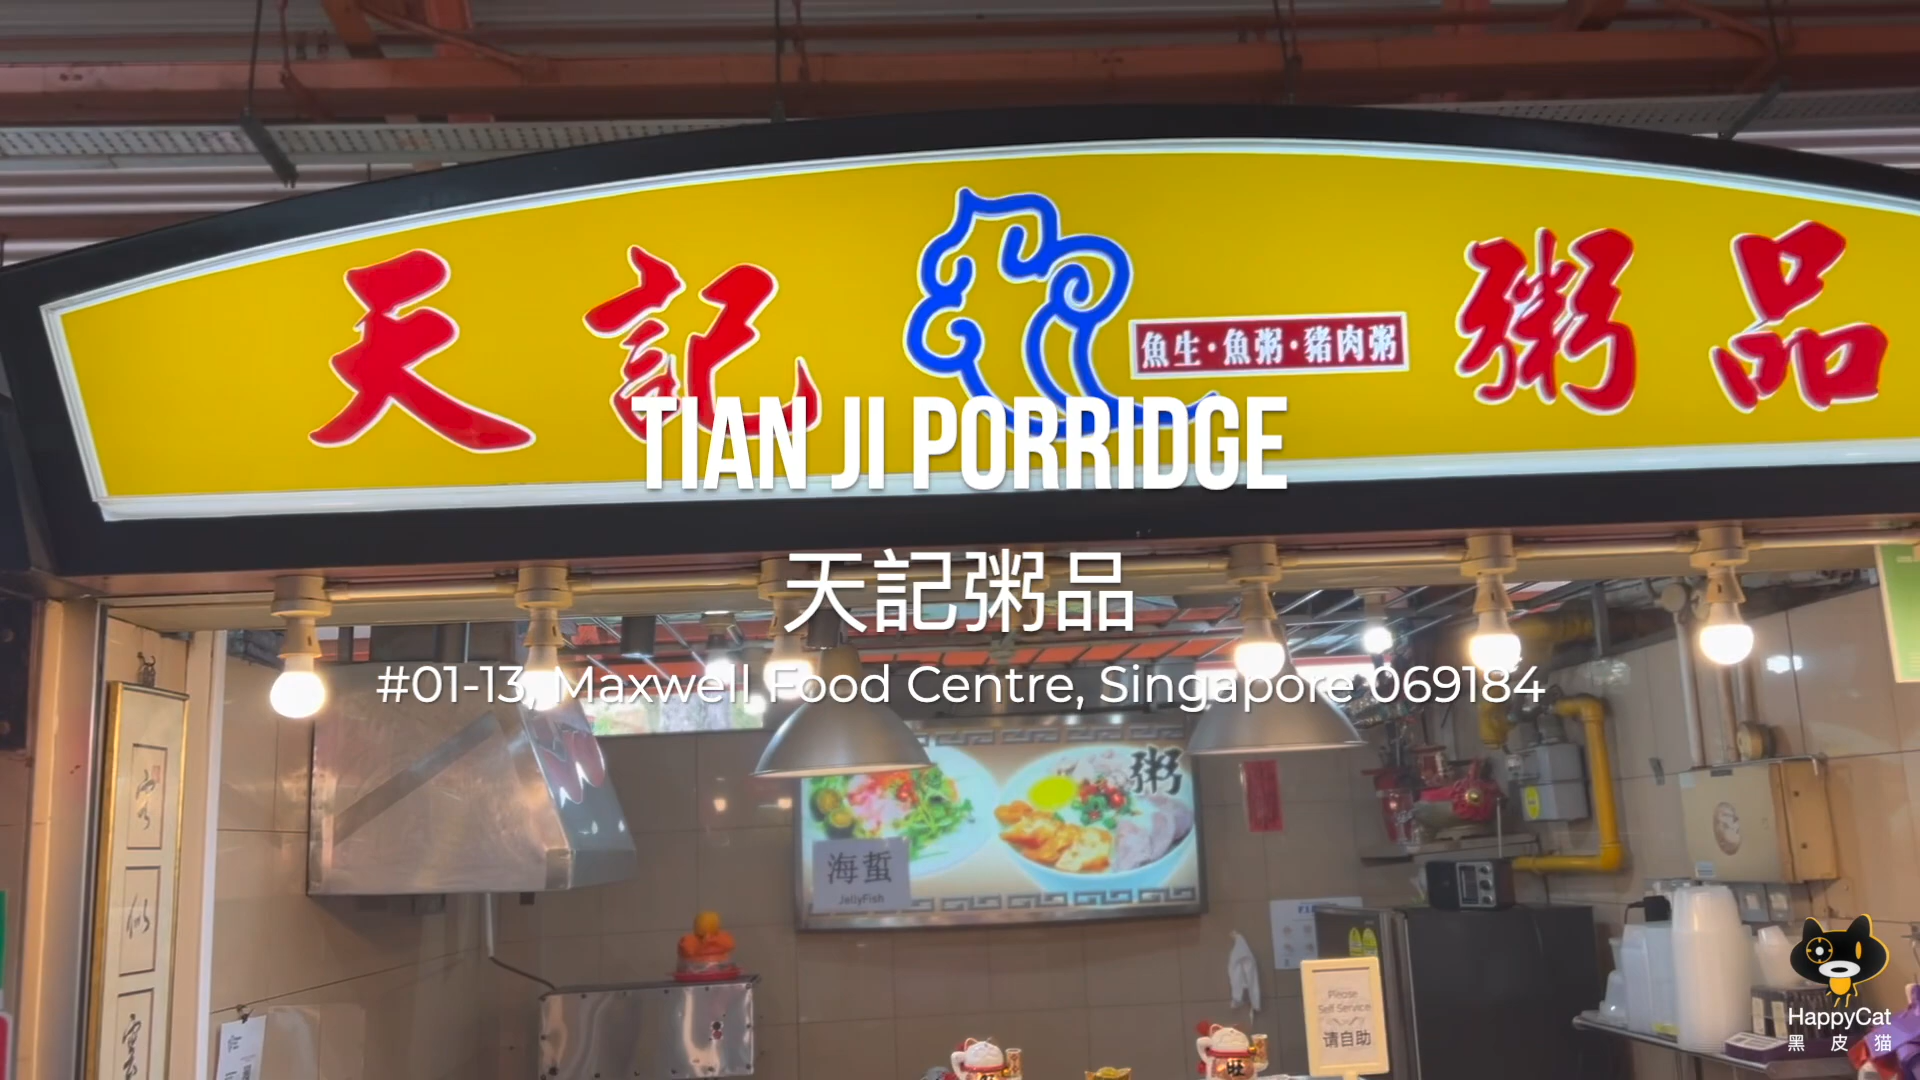 天記
魚生·魚粥·豬肉粥
粥品
TIAN JI PORRIDGE
天記粥品
#01-13, Maxwell Food Centre, Singapore 069184
粥
海蜇
JellyFish
Please
Self Service
请自助
旺
HappyCat
黑皮猫